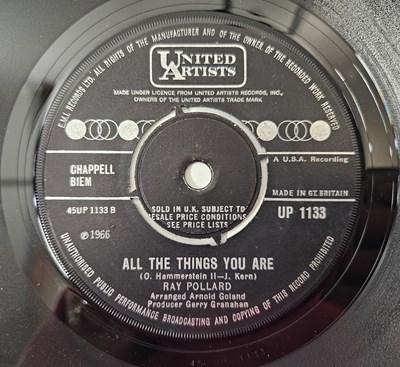 E.M.I. RECORDS LTD. ALL RIGHTS OF THE MANUFACTURER AND OF THE OWNER OF THE RECORDED WORK RESERVED
UNITED
ARTISTS
MADE UNDER LICENCE FROM UNITED ARTISTS RECORDS, INC.,
OWNERS OF THE UNITED ARTISTS TRADE MARK.
CHAPPELL
BIEM
A U.S.A. Recording
MADE IN GT. BRITAIN
45UP 1133 B
SOLD IN U.K. SUBJECT TO
RESALE PRICE CONDITIONS
SEE PRICE LISTS
UP 1133
℗ 1966
ALL THE THINGS YOU ARE
(O. Hammerstein II—J. Kern)
RAY POLLARD
Arranged Arnold Goland
Producer Gerry Granahan
UNAUTHORISED PUBLIC PERFORMANCE BROADCASTING AND COPYING OF THIS RECORD PROHIBITED